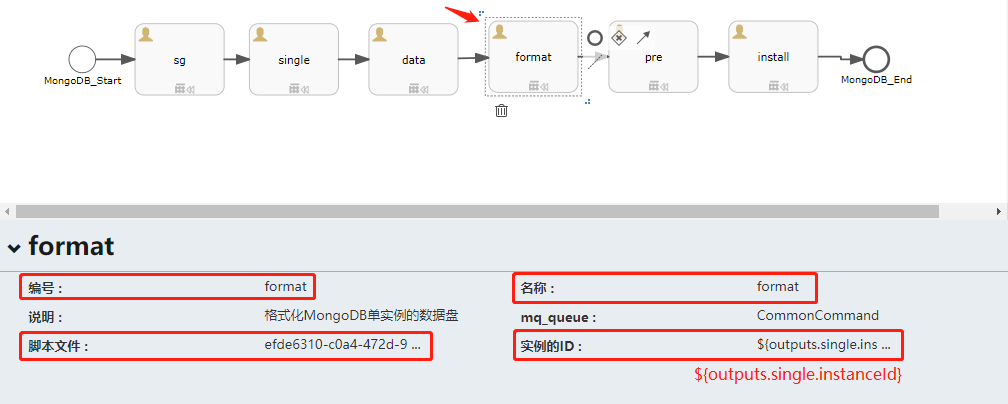 sg
single
data
format
pre
install
MongoDB_Start
MongoDB_End
format
编号： format
名称： format
说明： 格式化MongoDB单实例的数据盘
mq_queue： CommonCommand
脚本文件： efde6310-c0a4-472d-9 ...
实例的ID： ${outputs.single.ins ...
${outputs.single.instanceId}